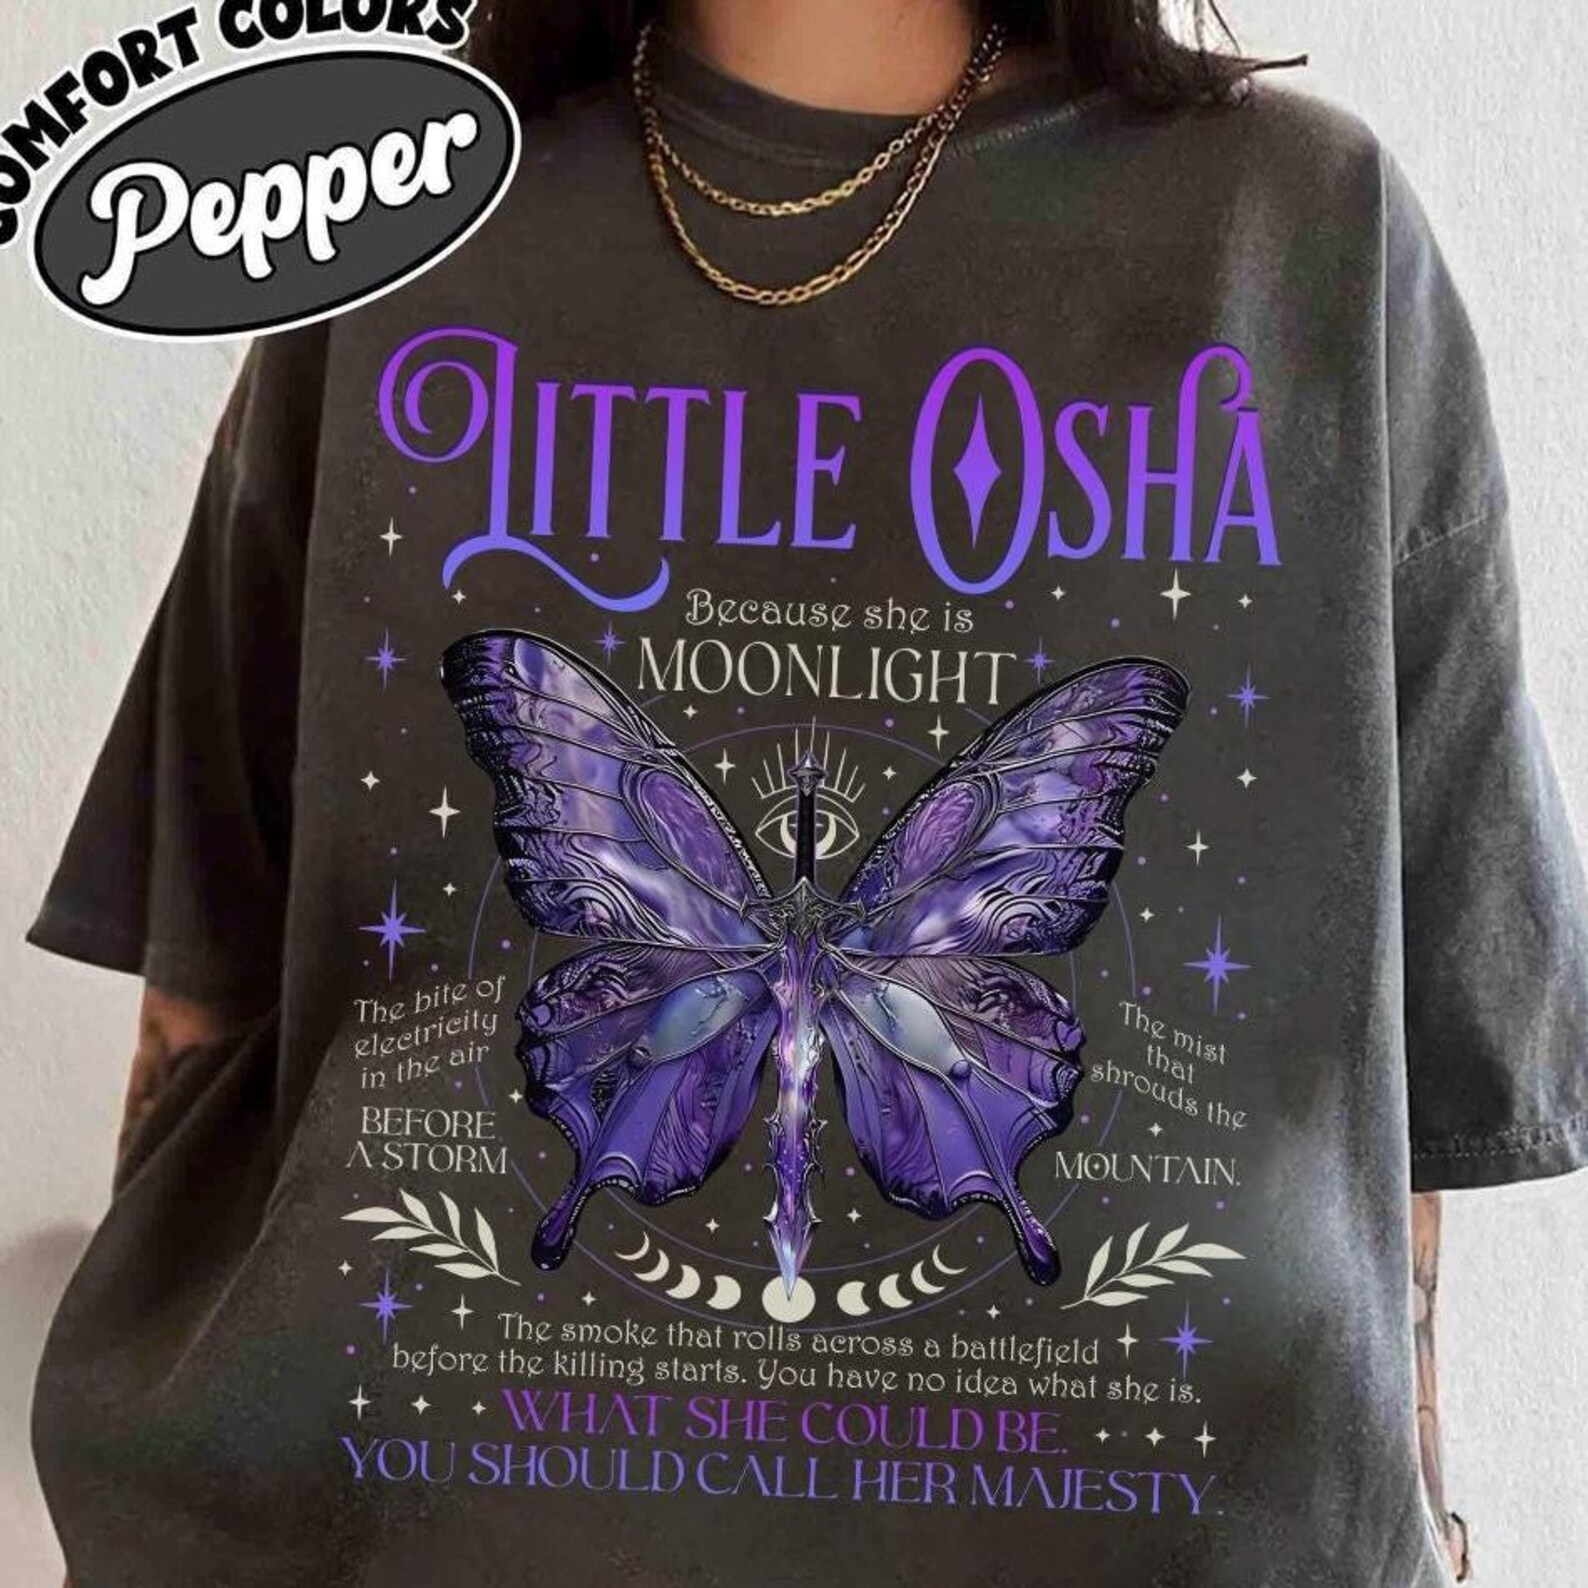 COMFORT COLORS
Pepper
LITTLE OSHA
Because she is
MOONLIGHT
The bite of
electricity
in the air
BEFORE
A STORM
The mist
that
shrouds the
MOUNTAIN.
The smoke that rolls across a battlefield
before the killing starts. You have no idea what she is.
WHAT SHE COULD BE.
YOU SHOULD CALL HER MAJESTY.